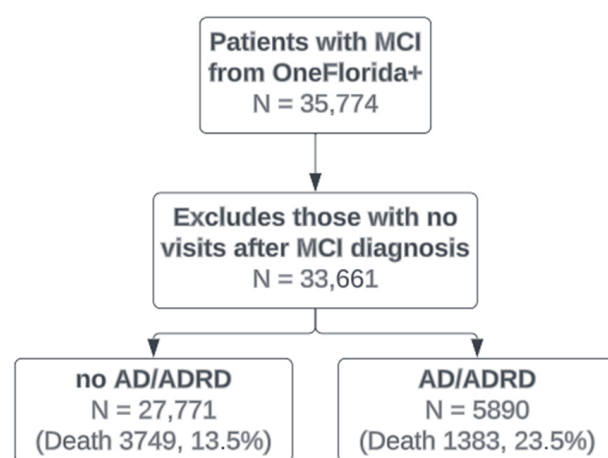 Patients with MCI
from OneFlorida+
N = 35,774
Excludes those with no
visits after MCI diagnosis
N = 33,661
no AD/ADRD
N = 27,771
(Death 3749, 13.5%)
AD/ADRD
N = 5890
(Death 1383, 23.5%)